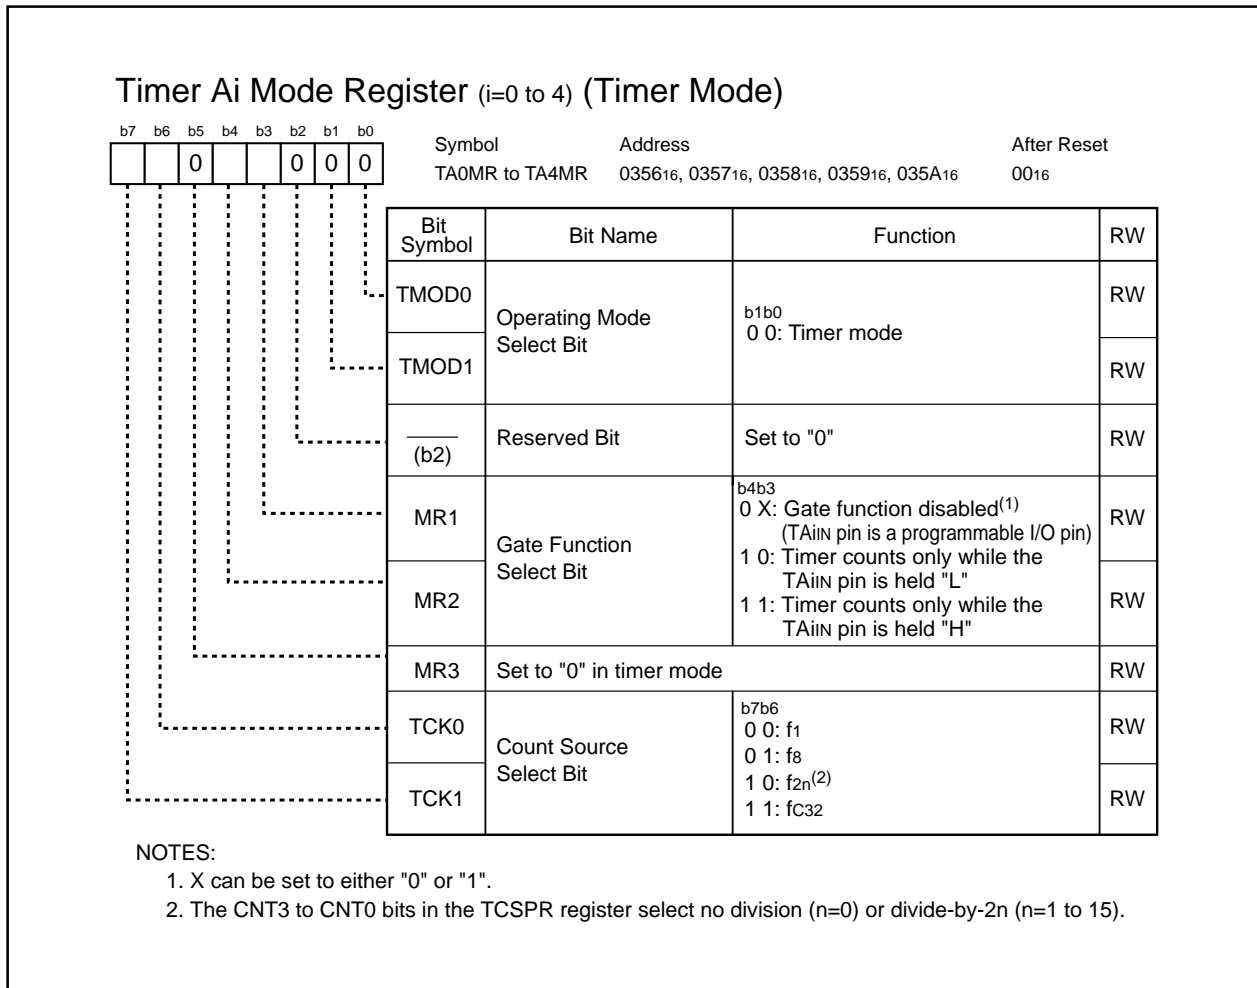 Timer Ai Mode Register (i=0 to 4) (Timer Mode)
b7 b6 b5 b4 b3 b2 b1 b0
0 0 0 0
Symbol Address After Reset
TA0MR to TA4MR 035616, 035716, 035816, 035916, 035A16 0016
Bit Symbol Bit Name Function RW
TMOD0 RW
Operating Mode Select Bit
b1b0
0 0: Timer mode
TMOD1 RW
(b2) Reserved Bit Set to "0" RW
MR1 RW
Gate Function Select Bit
b4b3
0 X: Gate function disabled(1)
(TAiIN pin is a programmable I/O pin)
1 0: Timer counts only while the
TAiIN pin is held "L"
1 1: Timer counts only while the
TAiIN pin is held "H"
MR2 RW
MR3 Set to "0" in timer mode RW
TCK0 RW
Count Source Select Bit
b7b6
0 0: f1
0 1: f8
1 0: f2n(2)
1 1: fC32
TCK1 RW
NOTES:
1. X can be set to either "0" or "1".
2. The CNT3 to CNT0 bits in the TCSPR register select no division (n=0) or divide-by-2n (n=1 to 15).